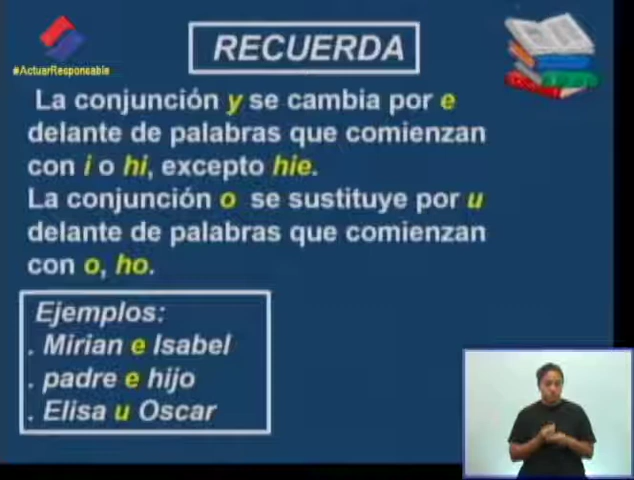 #ActuarResponsable
RECUERDA
La conjunción y se cambia por e
delante de palabras que comienzan
con i o hi, excepto hie.
La conjunción o se sustituye por u
delante de palabras que comienzan
con o, ho.
Ejemplos:
. Mirian e Isabel
. padre e hijo
. Elisa u Oscar